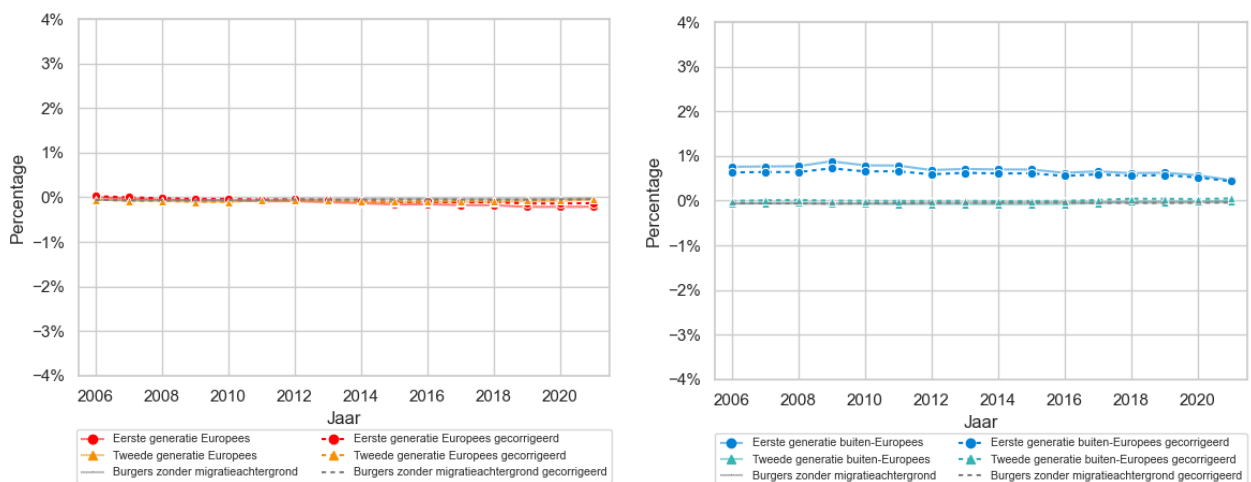 4%
3%
2%
1%
0%
−1%
−2%
−3%
−4%
Percentage
2006 2008 2010 2012 2014 2016 2018 2020
Jaar
Eerste generatie Europees Eerste generatie Europees gecorrigeerd
Tweede generatie Europees Tweede generatie Europees gecorrigeerd
Burgers zonder migratieachtergrond Burgers zonder migratieachtergrond gecorrigeerd
4%
3%
2%
1%
0%
−1%
−2%
−3%
−4%
Percentage
2006 2008 2010 2012 2014 2016 2018 2020
Jaar
Eerste generatie buiten-Europees Eerste generatie buiten-Europees gecorrigeerd
Tweede generatie buiten-Europees Tweede generatie buiten-Europees gecorrigeerd
Burgers zonder migratieachtergrond Burgers zonder migratieachtergrond gecorrigeerd